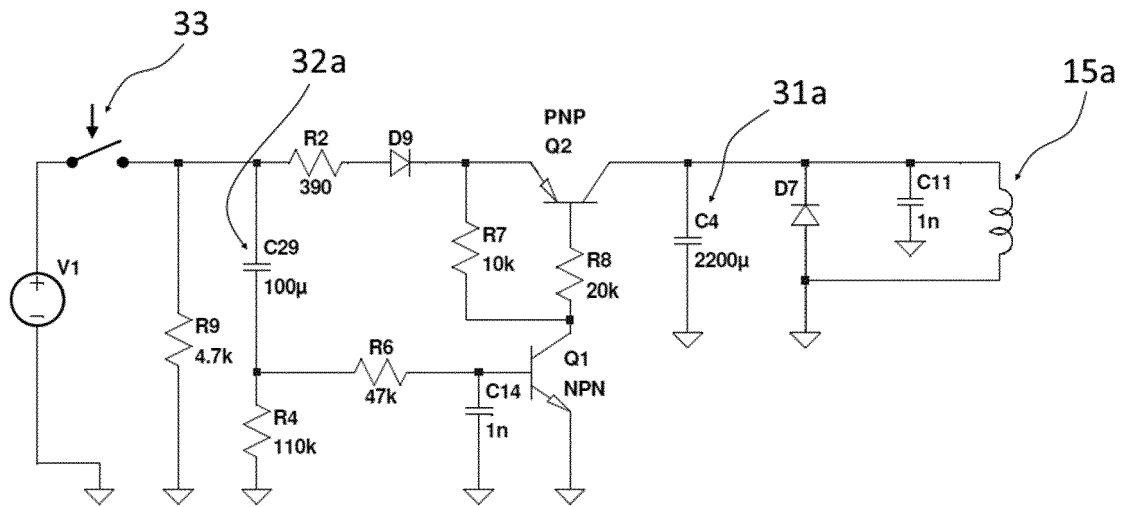 33
32a
31a
15a
PNP
Q2
R2
390
D9
D7
C11
1n
C4
2200µ
R7
10k
R8
20k
C29
100µ
V1
+
−
R9
4.7k
R6
47k
Q1
NPN
C14
1n
R4
110k